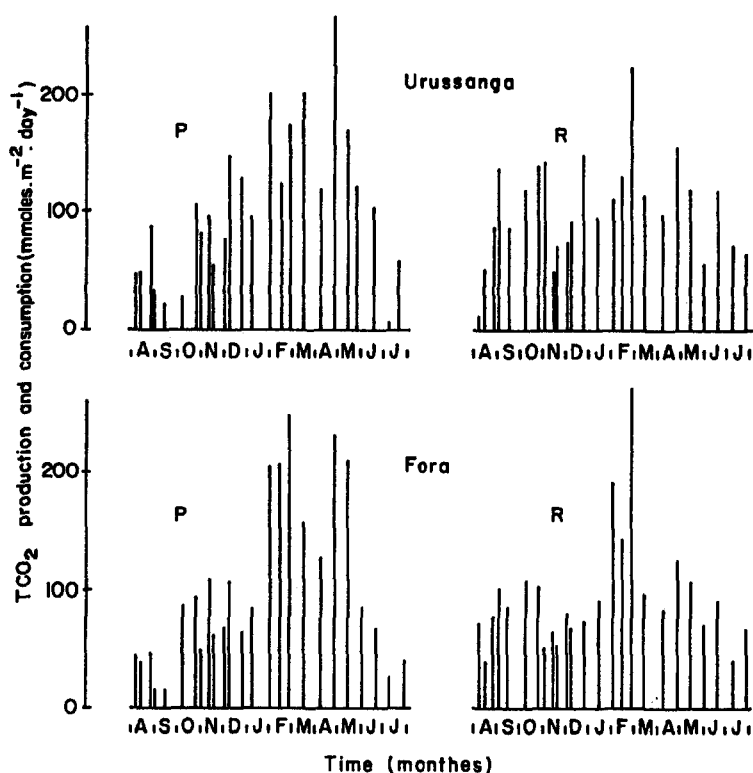 TCO₂ production and consumption(mmoles.m⁻².day⁻¹)
Urussanga
P
R
200
100
0
A S O N D J F M A M J J
A S O N D J F M A M J J
Fora
P
R
200
100
0
A S O N D J F M A M J J
A S O N D J F M A M J J
Time (monthes)